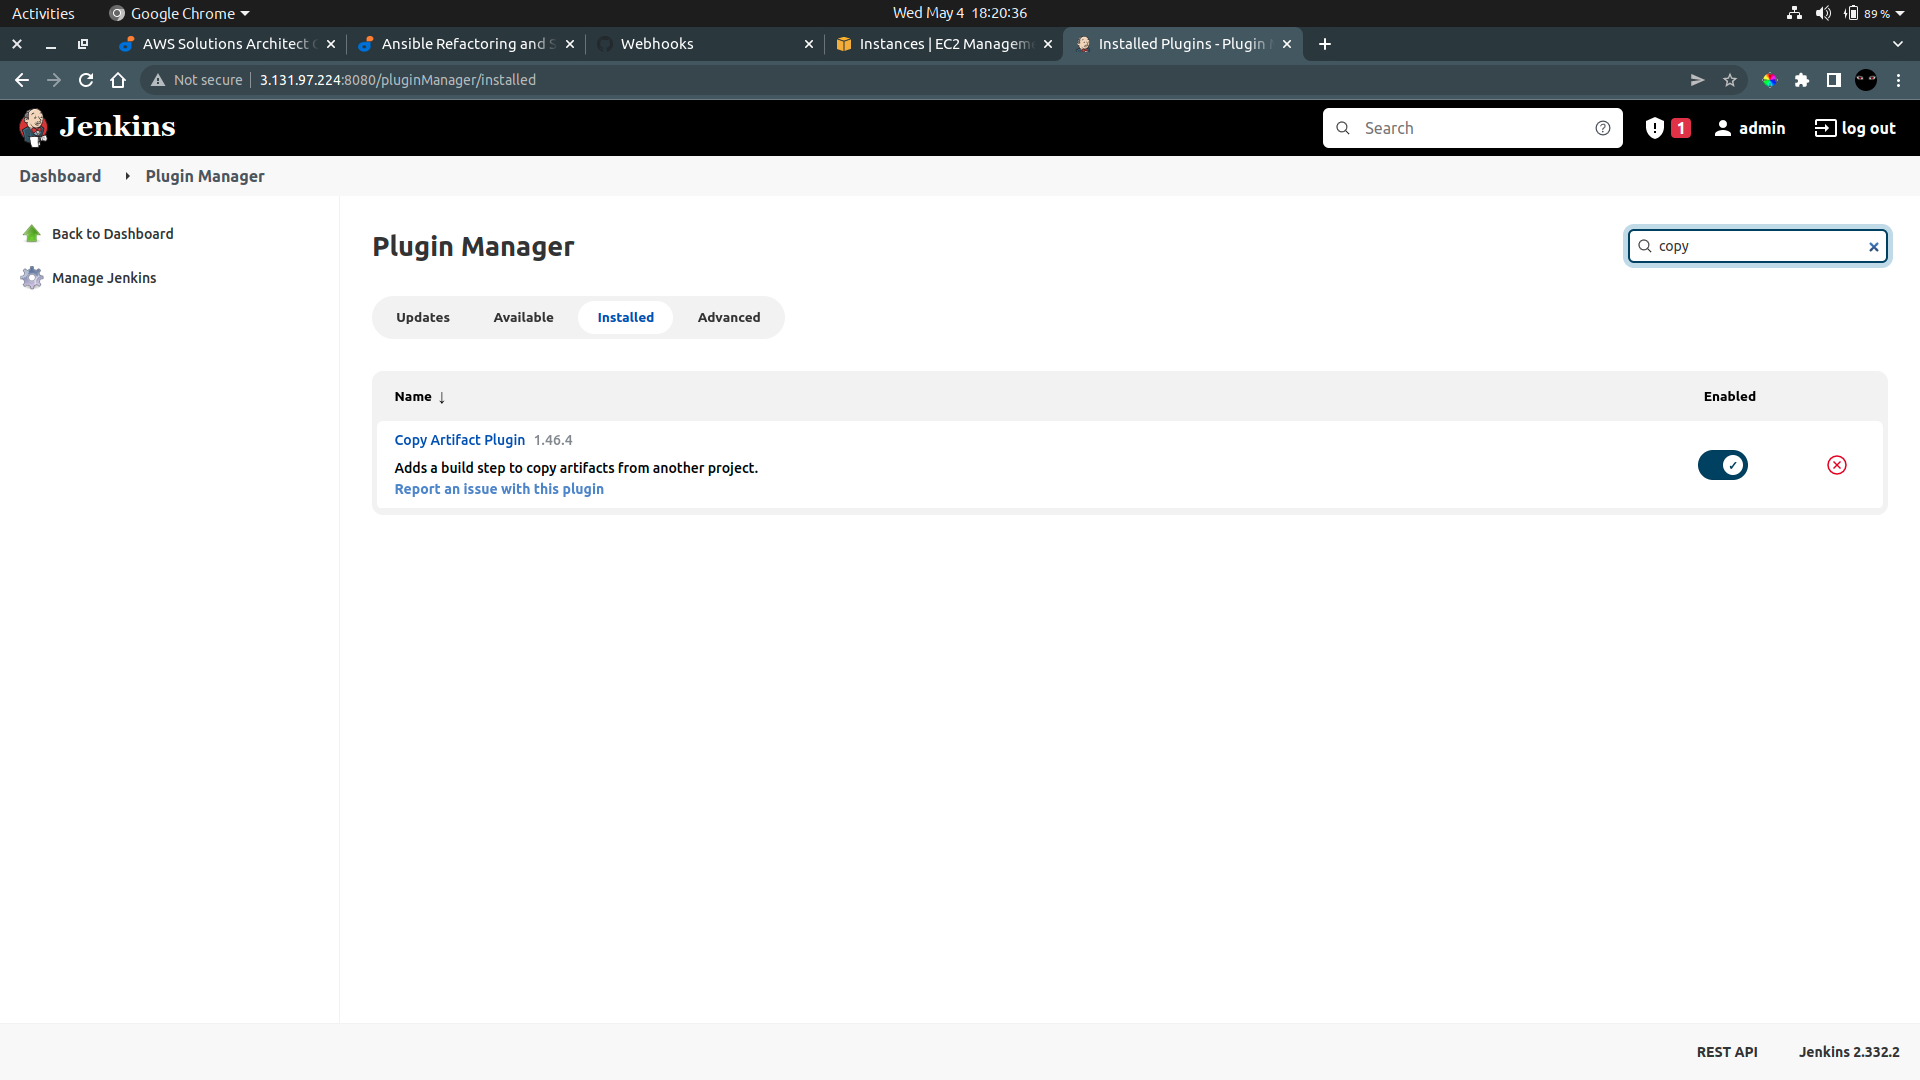 Activities
Google Chrome
Wed May 4 18:20:36
89 %
AWS Solutions Architect
Ansible Refactoring and S
Webhooks
Instances | EC2 Managem
Installed Plugins - Plugin
Not secure
3.131.97.224:8080/pluginManager/installed
Jenkins
Search
1
admin
log out
Dashboard
Plugin Manager
Back to Dashboard
Manage Jenkins
Plugin Manager
copy
Updates
Available
Installed
Advanced
Name ↓
Enabled
Copy Artifact Plugin 1.46.4
Adds a build step to copy artifacts from another project.
Report an issue with this plugin
REST API
Jenkins 2.332.2